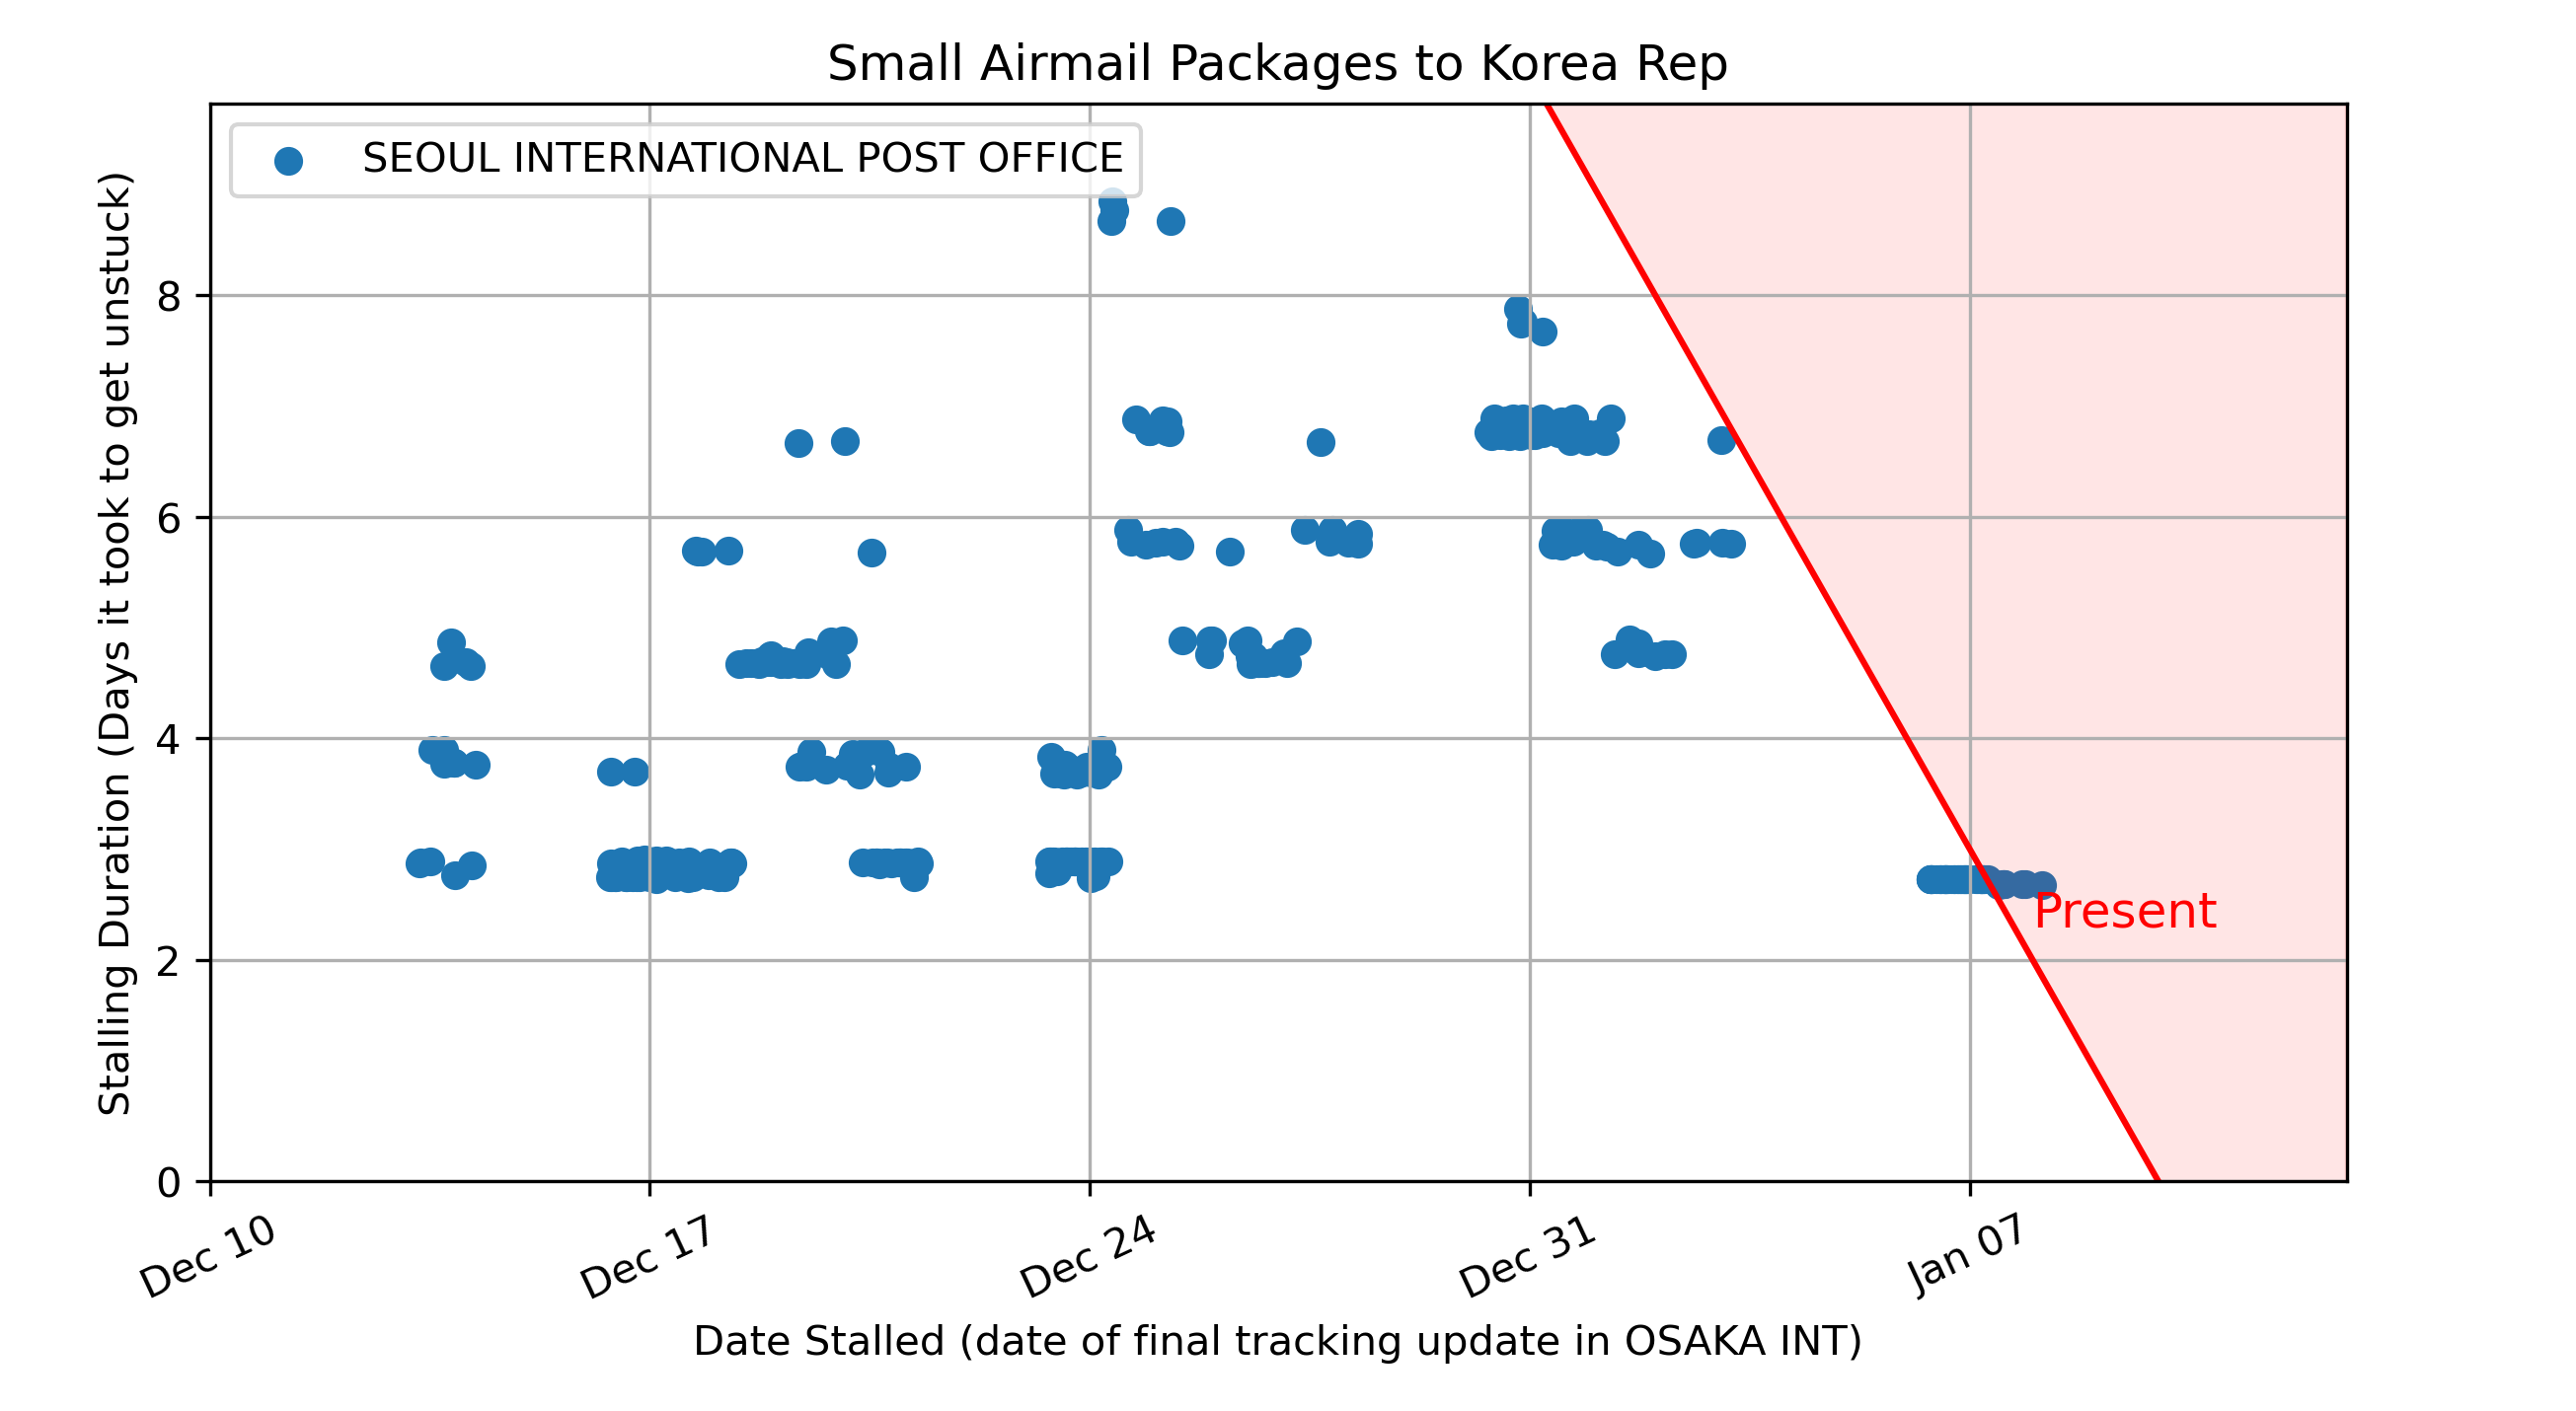 Small Airmail Packages to Korea Rep
SEOUL INTERNATIONAL POST OFFICE
Stalling Duration (Days it took to get unstuck)
8
6
4
2
0
Present
Dec 10
Dec 17
Dec 24
Dec 31
Jan 07
Date Stalled (date of final tracking update in OSAKA INT)